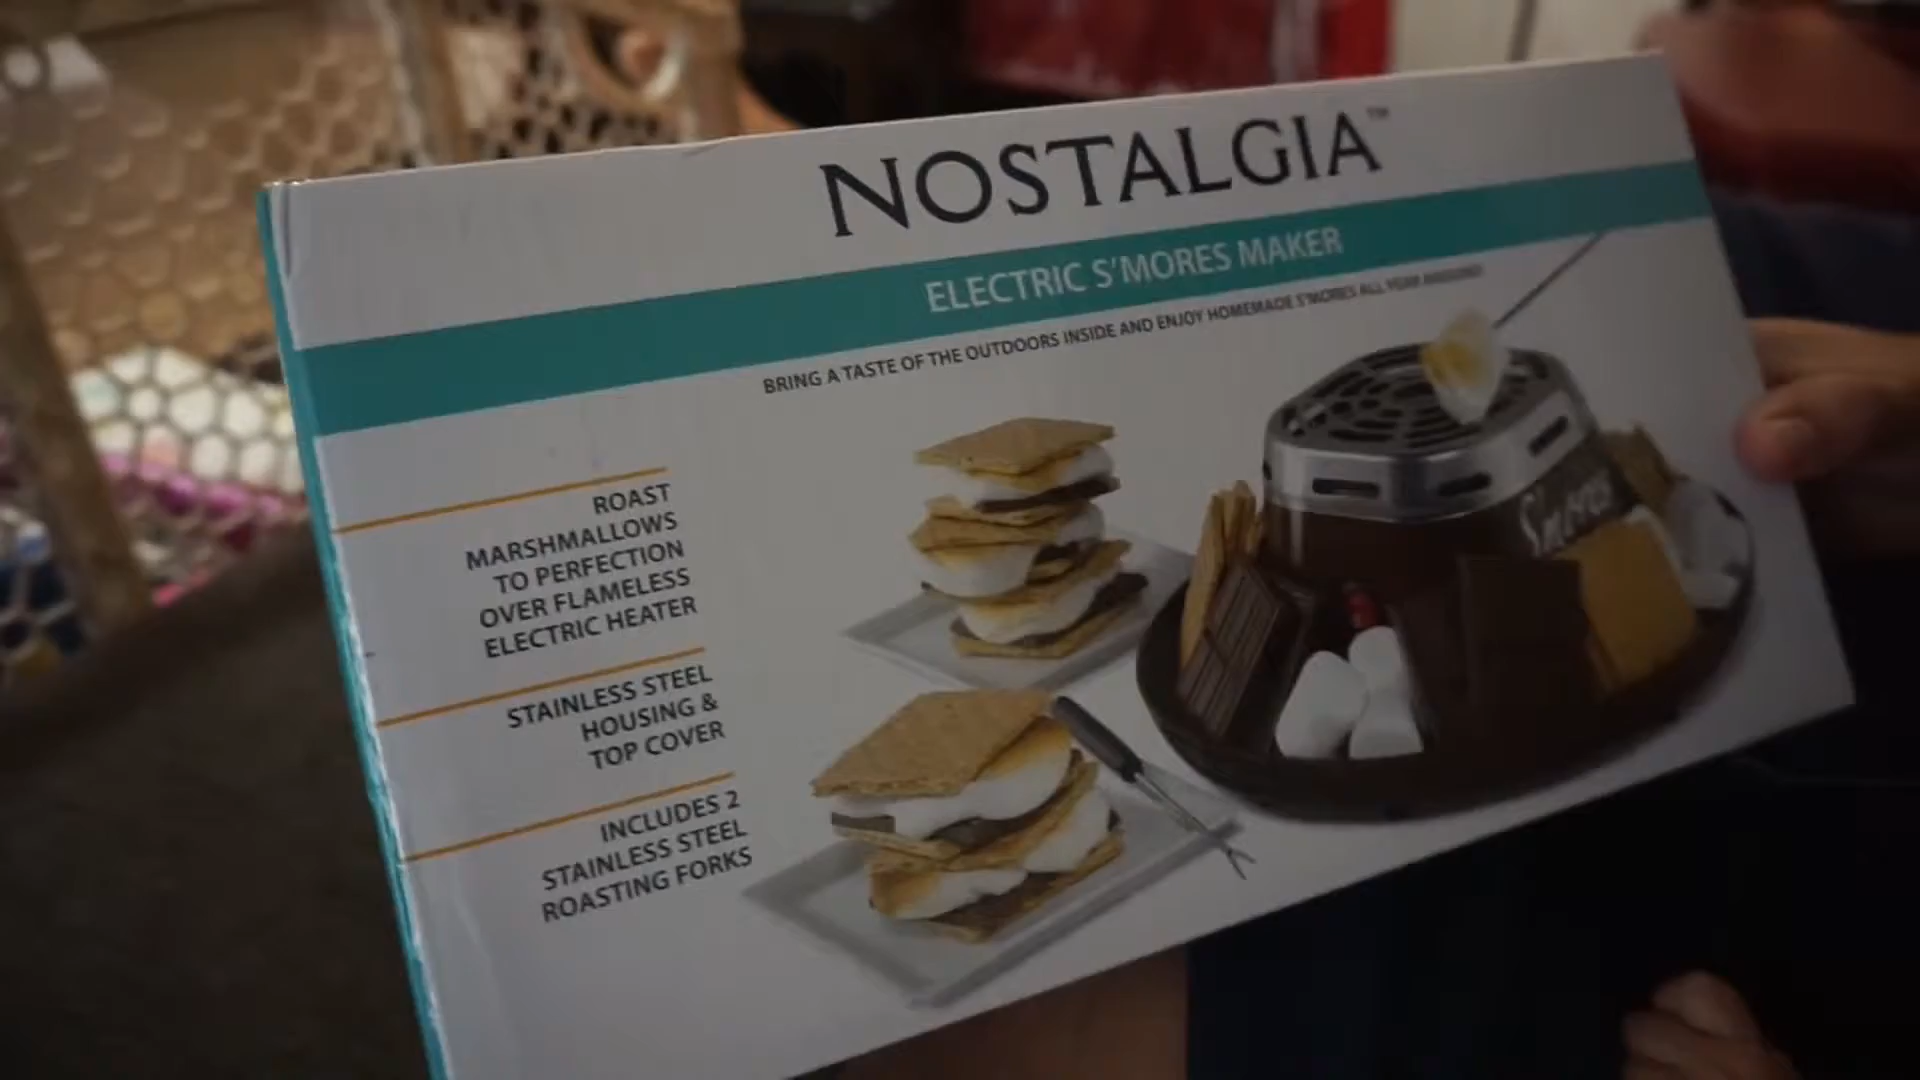 NOSTALGIA™
ELECTRIC S'MORES MAKER
BRING A TASTE OF THE OUTDOORS INSIDE AND ENJOY HOMEMADE S'MORES ALL YEAR AROUND!
ROAST
MARSHMALLOWS
TO PERFECTION
OVER FLAMELESS
ELECTRIC HEATER
STAINLESS STEEL
HOUSING &
TOP COVER
INCLUDES 2
STAINLESS STEEL
ROASTING FORKS
S'mores